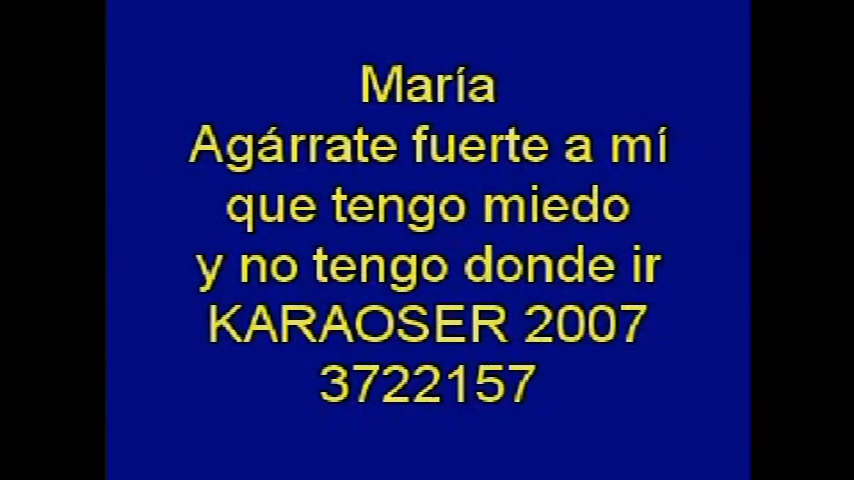 María
Agárrate fuerte a mí
que tengo miedo
y no tengo donde ir
KARAOSER 2007
3722157